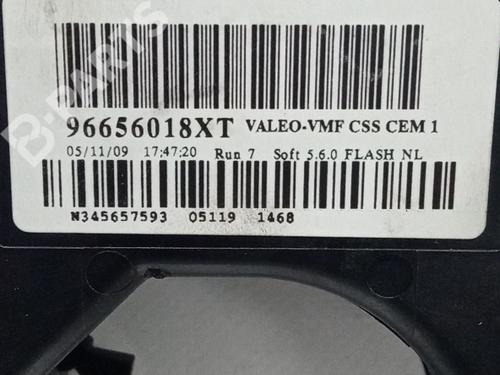 B-PARTS
96656018XT VALEO-VMF CSS CEM 1
05/11/09 17:47:20 Run 7 Soft 5.6.0 FLASH NL
N345657593 05119 1468